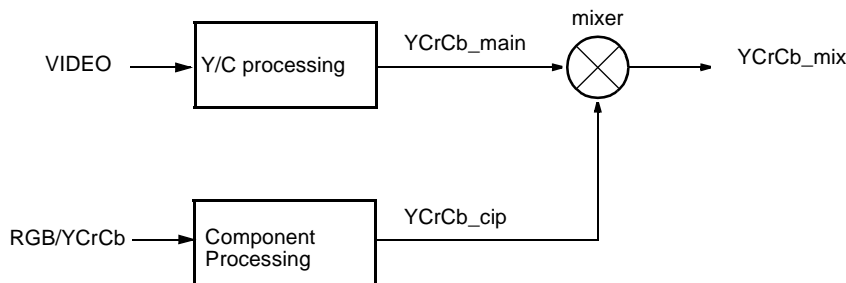 mixer
YCrCb_main
YCrCb_mix
VIDEO
Y/C processing
YCrCb_cip
RGB/YCrCb
Component
Processing